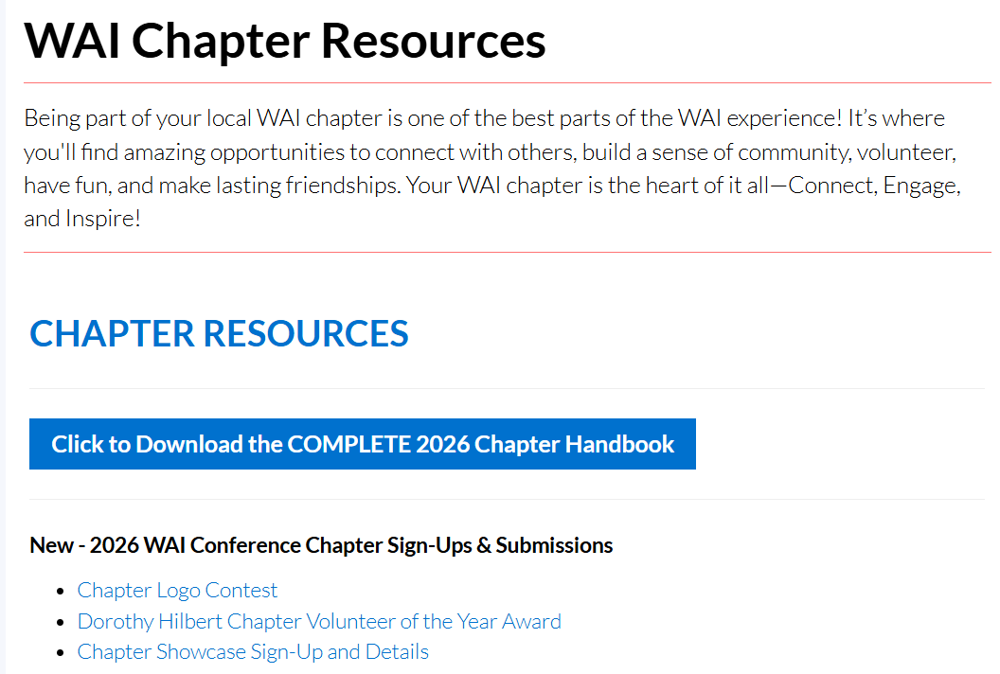 WAI Chapter Resources
Being part of your local WAI chapter is one of the best parts of the WAI experience! It’s where
you'll find amazing opportunities to connect with others, build a sense of community, volunteer,
have fun, and make lasting friendships. Your WAI chapter is the heart of it all—Connect, Engage,
and Inspire!
CHAPTER RESOURCES
Click to Download the COMPLETE 2026 Chapter Handbook
New - 2026 WAI Conference Chapter Sign-Ups & Submissions
• Chapter Logo Contest
• Dorothy Hilbert Chapter Volunteer of the Year Award
• Chapter Showcase Sign-Up and Details